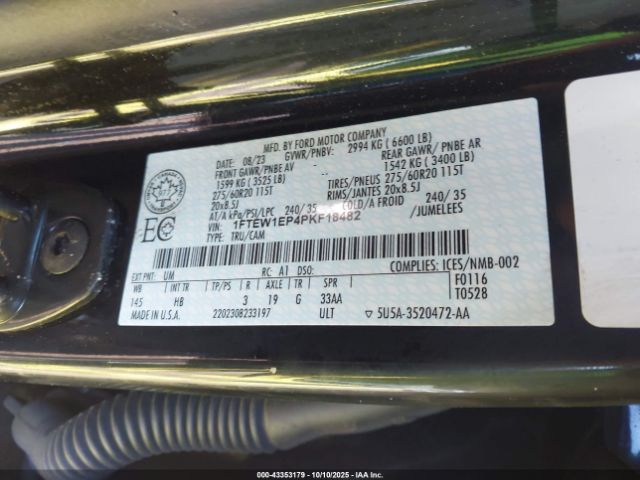 MFD. BY FORD MOTOR COMPANY
DATE: 08/23 GVWR/PNBV: 2994 KG ( 6600 LB)
FRONT GAWR/PNBE AV REAR GAWR/ PNBE AR
1599 KG ( 3525 LB) 1542 KG ( 3400 LB)
275/60R20 115T TIRES/PNEUS 275/60R20 115T
20x8.5J RIMS/JANTES 20x8.5J
AT/A kPa/PSI/LPC 240/ 35 COLD/A FROID 240/ 35
VIN: 1FTEW1EP4PKF18482 /JUMELEES
TYPE: TRU/CAM
EC
EXT PNT: UM RC: A1 DSO: COMPLIES: ICES/NMB-002
WB TP/PS R AXLE TR SPR F0116
145 HB 3 19 G 33AA T0528
MADE IN U.S.A. 2202308233197 ULT 5U5A-3520472-AA
000-43353179 - 10/10/2025 - IAA Inc.